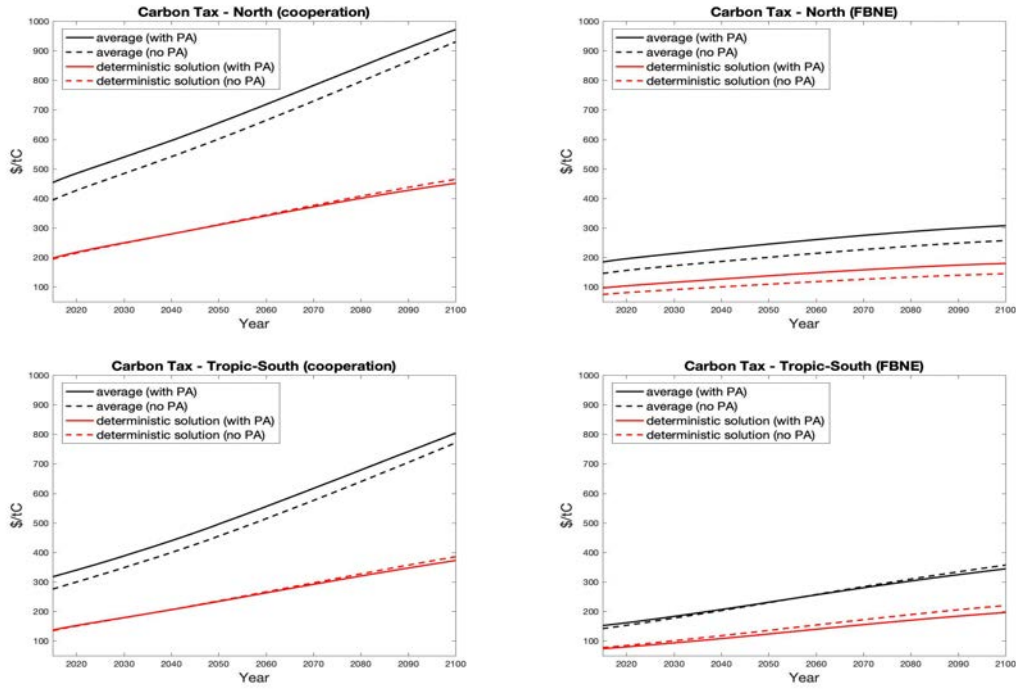 Carbon Tax - North (cooperation)
1000
900
800
700
600
500
400
300
200
100
$/tC
average (with PA)
average (no PA)
deterministic solution (with PA)
deterministic solution (no PA)
2020 2030 2040 2050 2060 2070 2080 2090 2100
Year
Carbon Tax - North (FBNE)
1000
900
800
700
600
500
400
300
200
100
$/tC
average (with PA)
average (no PA)
deterministic solution (with PA)
deterministic solution (no PA)
2020 2030 2040 2050 2060 2070 2080 2090 2100
Year
Carbon Tax - Tropic-South (cooperation)
1000
900
800
700
600
500
400
300
200
100
$/tC
average (with PA)
average (no PA)
deterministic solution (with PA)
deterministic solution (no PA)
2020 2030 2040 2050 2060 2070 2080 2090 2100
Year
Carbon Tax - Tropic-South (FBNE)
1000
900
800
700
600
500
400
300
200
100
$/tC
average (with PA)
average (no PA)
deterministic solution (with PA)
deterministic solution (no PA)
2020 2030 2040 2050 2060 2070 2080 2090 2100
Year